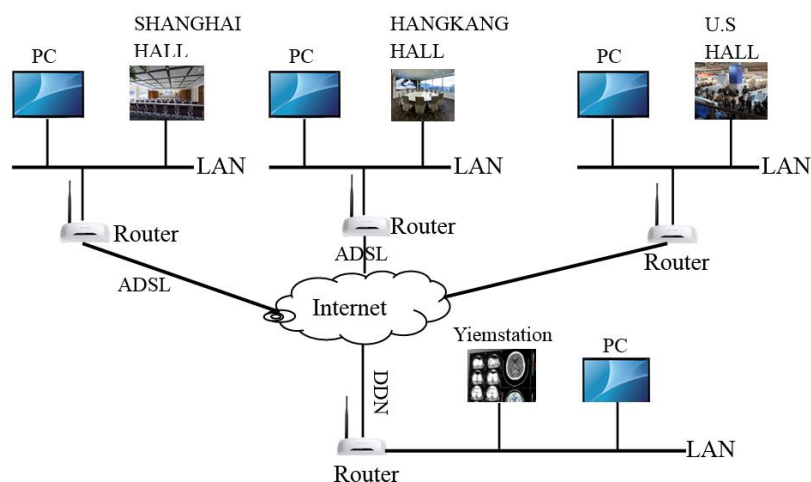 SHANGHAI
HALL
PC
HANGKANG
HALL
PC
U.S
HALL
PC
LAN
LAN
LAN
Router
Router
Router
ADSL
ADSL
Internet
DDN
Yiemstation
PC
Router
LAN